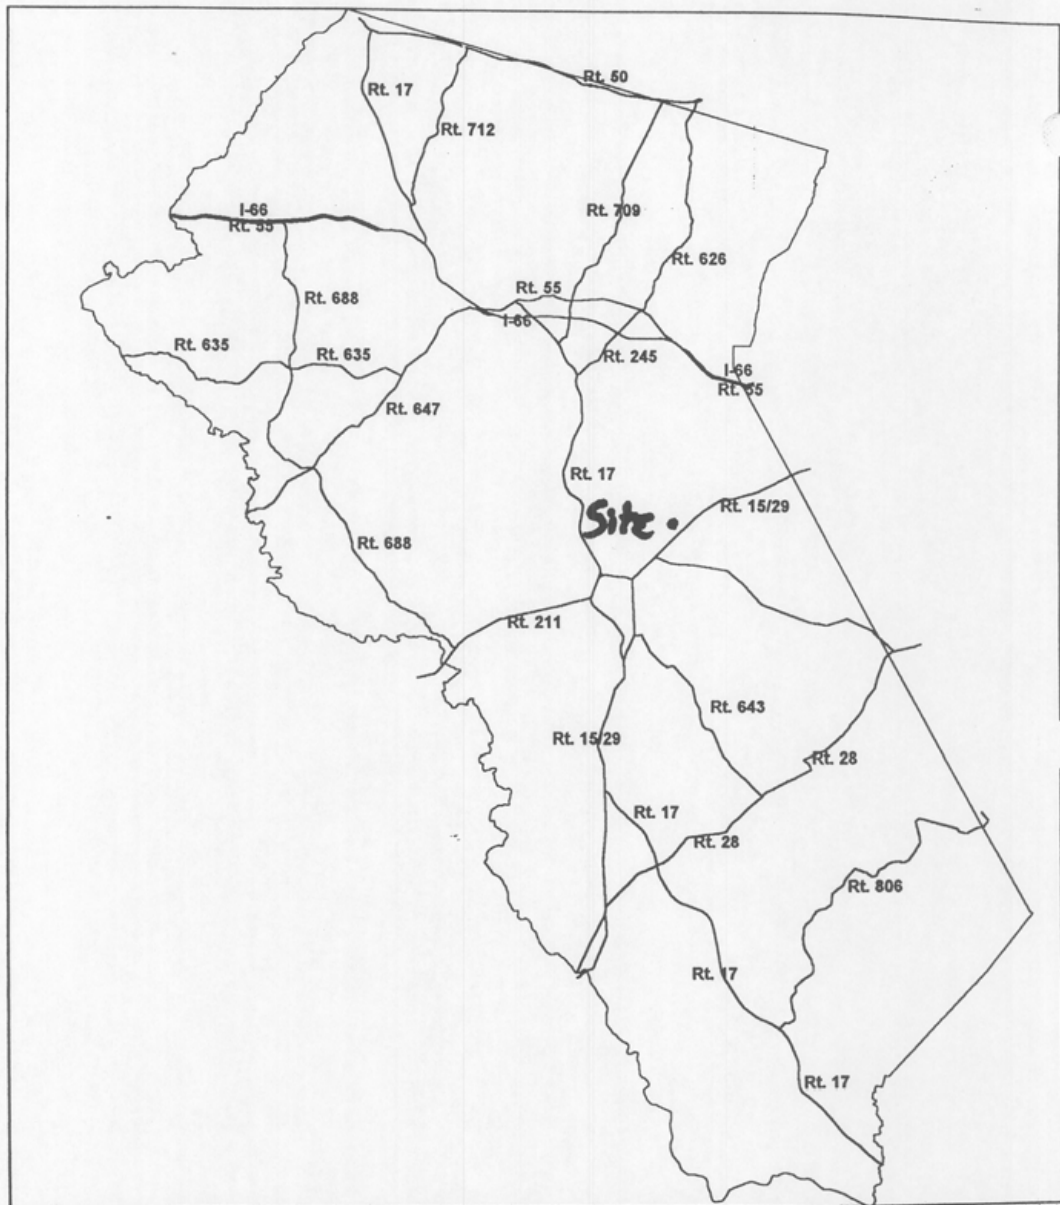 Rt. 50
Rt. 17
Rt. 712
I-66
Rt. 55
Rt. 709
Rt. 626
Rt. 688
Rt. 55
I-66
Rt. 635
Rt. 635
Rt. 245
I-66
Rt. 55
Rt. 647
Rt. 17
Rt. 15/29
Site
Rt. 688
Rt. 211
Rt. 643
Rt. 15/29
Rt. 28
Rt. 17
Rt. 28
Rt. 806
Rt. 17
Rt. 17